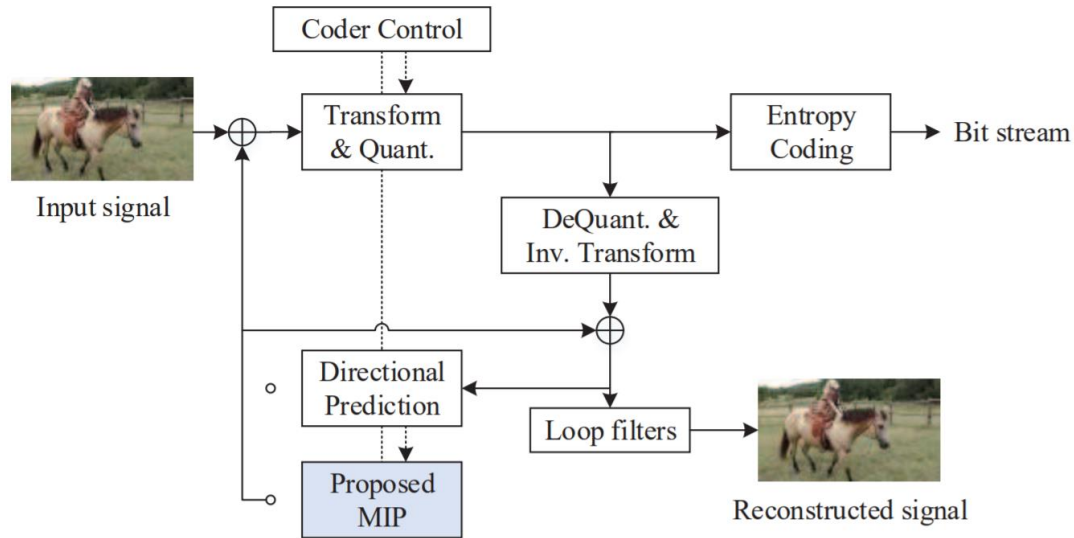 Coder Control
Input signal
Transform
& Quant.
Entropy
Coding
Bit stream
DeQuant. &
Inv. Transform
Directional
Prediction
Loop filters
Proposed
MIP
Reconstructed signal